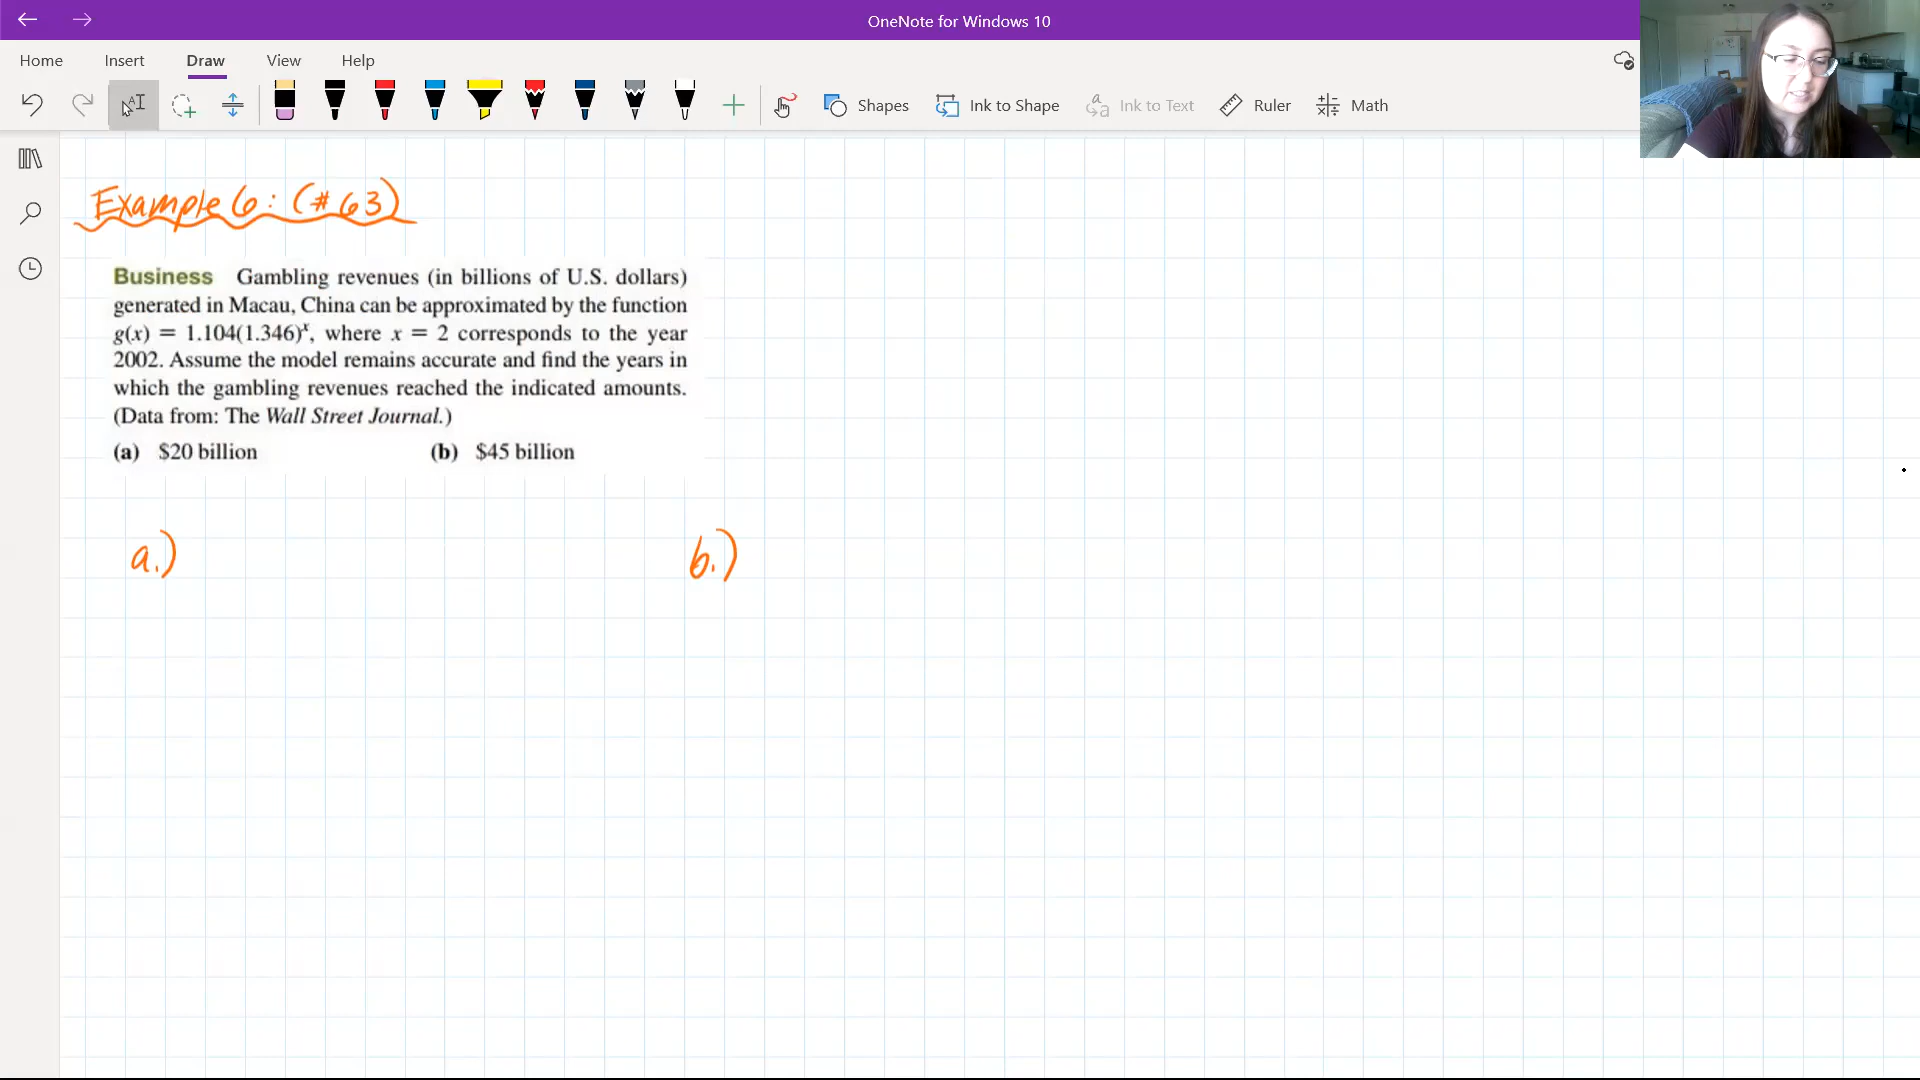 OneNote for Windows 10
Home Insert Draw View Help
Shapes Ink to Shape Ink to Text Ruler Math
Example 6: (#63)
Business Gambling revenues (in billions of U.S. dollars)
generated in Macau, China can be approximated by the function
g(x) = 1.104(1.346)ˣ, where x = 2 corresponds to the year
2002. Assume the model remains accurate and find the years in
which the gambling revenues reached the indicated amounts.
(Data from: The Wall Street Journal.)
(a) $20 billion (b) $45 billion
a.) b.)